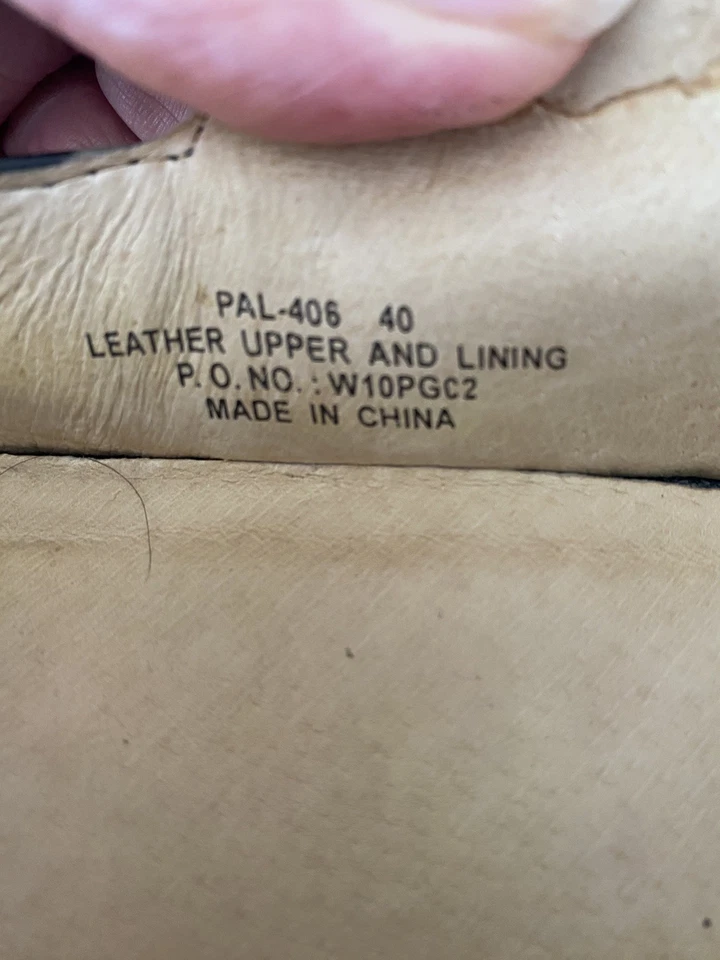 PAL-406 40
LEATHER UPPER AND LINING
P.O.NO.:W10PGC2
MADE IN CHINA